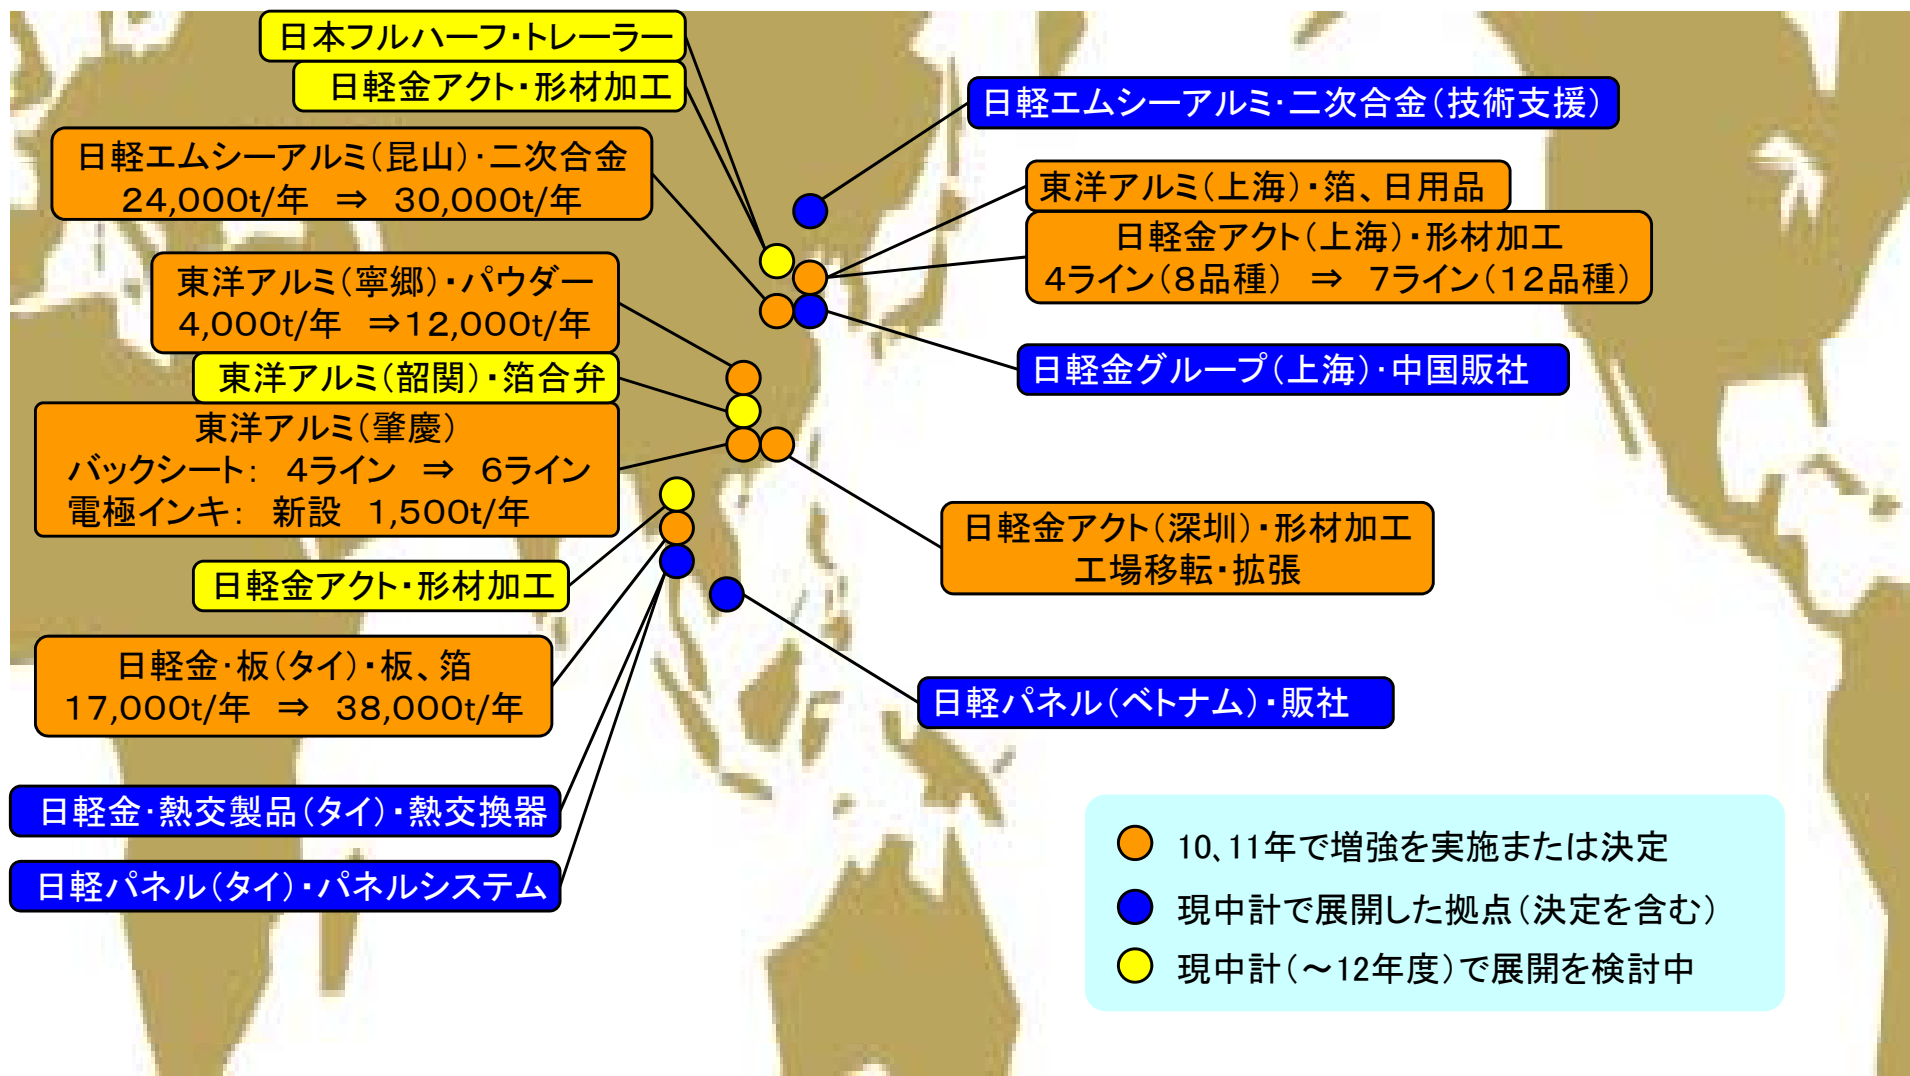 日本フルハーフ・トレーラー
日軽金アクト・形材加工
日軽エムシーアルミ（昆山）・二次合金
24,000t/年 ⇒ 30,000t/年
東洋アルミ（寧郷）・パウダー
4,000t/年 ⇒12,000t/年
東洋アルミ（韶関）・箔合弁
東洋アルミ（肇慶）
バックシート： 4ライン ⇒ 6ライン
電極インキ： 新設 1,500t/年
日軽金アクト・形材加工
日軽金・板（タイ）・板、箔
17,000t/年 ⇒ 38,000t/年
日軽金・熱交製品（タイ）・熱交換器
日軽パネル（タイ）・パネルシステム
日軽エムシーアルミ・二次合金（技術支援）
東洋アルミ（上海）・箔、日用品
日軽金アクト（上海）・形材加工
4ライン（8品種） ⇒ 7ライン（12品種）
日軽金グループ（上海）・中国販社
日軽金アクト（深圳）・形材加工
工場移転・拡張
日軽パネル（ベトナム）・販社
10、11年で増強を実施または決定
現中計で展開した拠点（決定を含む）
現中計（～12年度）で展開を検討中